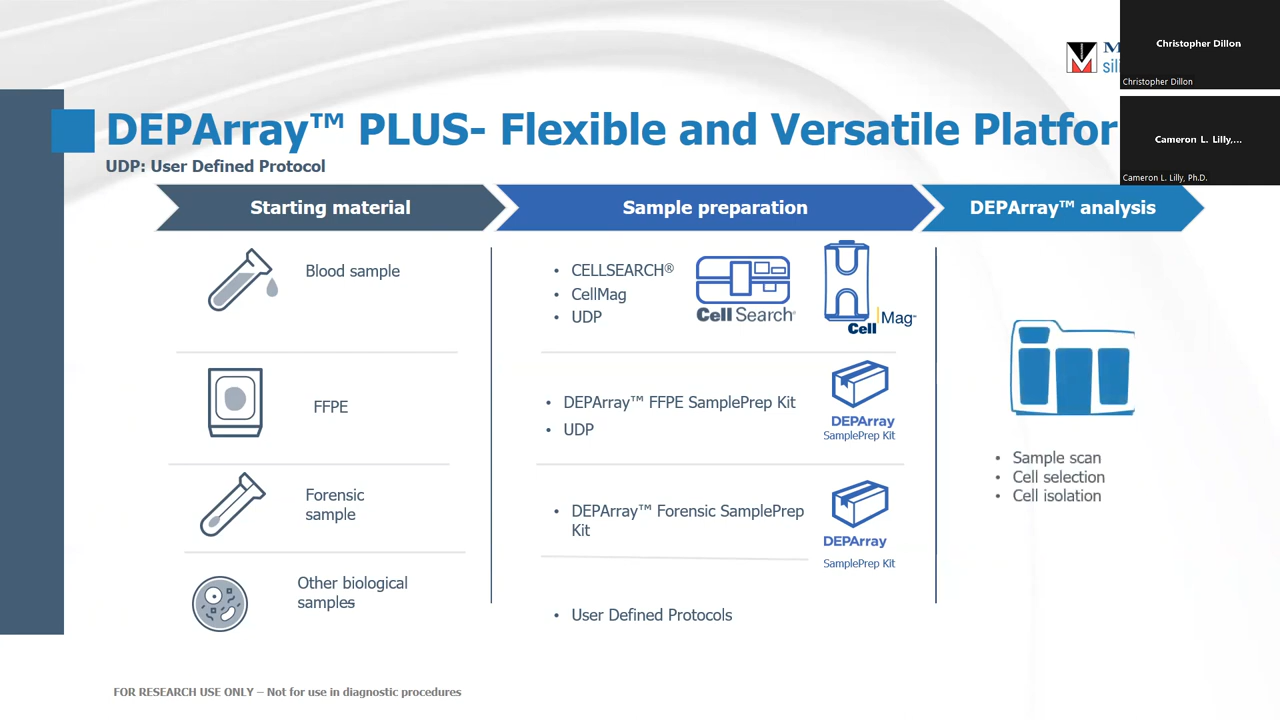 Christopher Dillon
Christopher Dillon
Cameron L. Lilly,...
Cameron L. Lilly, Ph.D.
DEPArray™ PLUS- Flexible and Versatile Platfor
UDP: User Defined Protocol
Starting material
Sample preparation
DEPArray™ analysis
Blood sample
• CELLSEARCH®
• CellMag
• UDP
Cell Search®
Cell Mag™
FFPE
• DEPArray™ FFPE SamplePrep Kit
• UDP
DEPArray
SamplePrep Kit
Forensic
sample
• DEPArray™ Forensic SamplePrep
Kit
DEPArray
SamplePrep Kit
Other biological
samples
• User Defined Protocols
• Sample scan
• Cell selection
• Cell isolation
FOR RESEARCH USE ONLY – Not for use in diagnostic procedures